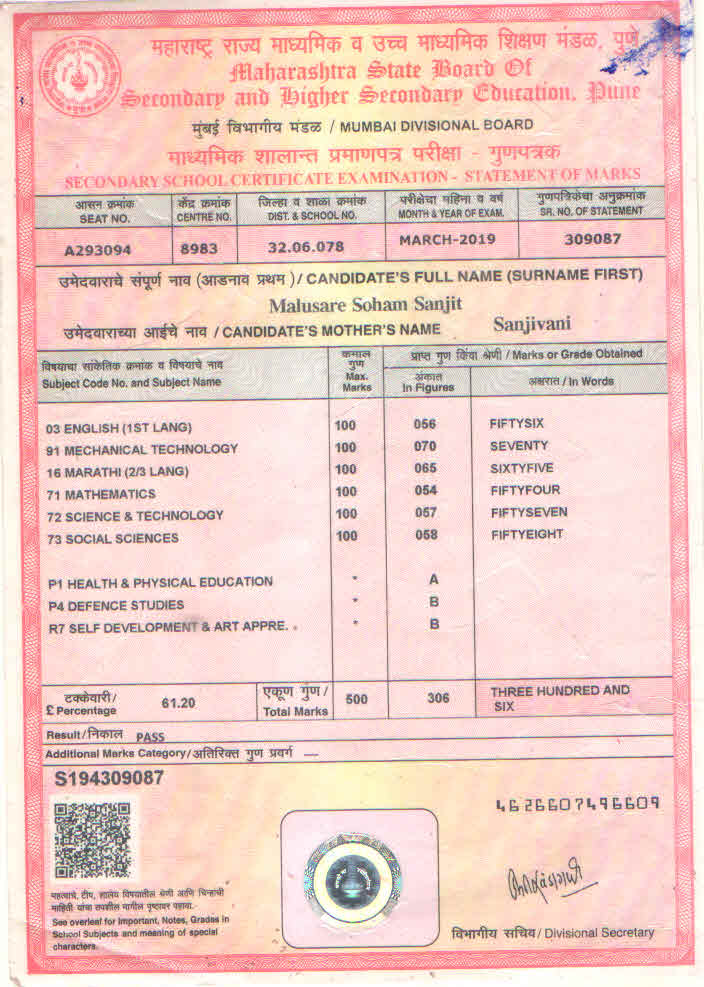 महाराष्ट्र राज्य माध्यमिक व उच्च माध्यमिक शिक्षण मंडळ, पुणे
Maharashtra State Board Of
Secondary and Higher Secondary Education, Pune
मुंबई विभागीय मंडळ / MUMBAI DIVISIONAL BOARD
माध्यमिक शालान्त प्रमाणपत्र परीक्षा - गुणपत्रक
SECONDARY SCHOOL CERTIFICATE EXAMINATION - STATEMENT OF MARKS
आसन क्रमांक केंद्र क्रमांक जिल्हा व शाळा क्रमांक परीक्षेचा महिना व वर्ष गुणपत्रिकेचा अनुक्रमांक
SEAT NO. CENTRE NO. DIST. & SCHOOL NO. MONTH & YEAR OF EXAM. SR. NO. OF STATEMENT
A293094 8983 32.06.078 MARCH-2019 309087
उमेदवाराचे संपूर्ण नाव (आडनाव प्रथम )/ CANDIDATE'S FULL NAME (SURNAME FIRST)
Malusare Soham Sanjit
उमेदवाराच्या आईचे नाव / CANDIDATE'S MOTHER'S NAME Sanjivani
विषयाचा सांकेतिक क्रमांक व विषयाचे नाव
Subject Code No. and Subject Name
कमाल
गुण
Max.
Marks
प्राप्त गुण किंवा श्रेणी / Marks or Grade Obtained
अंकात
In Figures
अक्षरात / In Words
03 ENGLISH (1ST LANG) 100 056 FIFTYSIX
91 MECHANICAL TECHNOLOGY 100 070 SEVENTY
16 MARATHI (2/3 LANG) 100 065 SIXTYFIVE
71 MATHEMATICS 100 054 FIFTYFOUR
72 SCIENCE & TECHNOLOGY 100 057 FIFTYSEVEN
73 SOCIAL SCIENCES 100 058 FIFTYEIGHT
P1 HEALTH & PHYSICAL EDUCATION * A
P4 DEFENCE STUDIES * B
R7 SELF DEVELOPMENT & ART APPRE. * B
टक्केवारी/
£ Percentage
61.20
एकूण गुण /
Total Marks
500 306
THREE HUNDRED AND
SIX
Result/निकाल PASS
Additional Marks Category/अतिरिक्त गुण प्रवर्ग —
S194309087
4626607496609
महत्वाचे, टीप, शालेय विषयातील श्रेणी आणि चिन्हांची
माहिती यांचा तपशील मागील पृष्ठावर पहावा.
See overleaf for Important, Notes, Grades in
School Subjects and meaning of special
characters.
विभागीय सचिव / Divisional Secretary